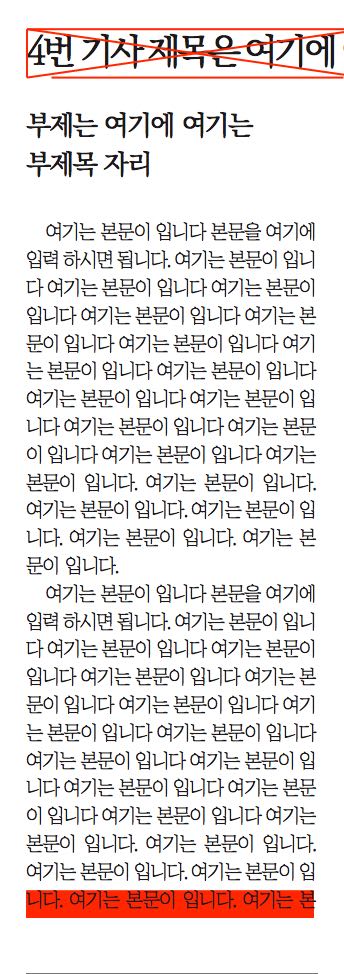 4번 기사 제목은 여기에
부제는 여기에 여기는
부제목 자리
여기는 본문이 입니다 본문을 여기에
입력 하시면 됩니다. 여기는 본문이 입니
다 여기는 본문이 입니다 여기는 본문이
입니다 여기는 본문이 입니다 여기는 본
문이 입니다 여기는 본문이 입니다 여기
는 본문이 입니다 여기는 본문이 입니다
여기는 본문이 입니다 여기는 본문이 입
니다 여기는 본문이 입니다 여기는 본문
이 입니다 여기는 본문이 입니다 여기는
본문이 입니다. 여기는 본문이 입니다.
여기는 본문이 입니다. 여기는 본문이 입
니다. 여기는 본문이 입니다. 여기는 본
문이 입니다.
여기는 본문이 입니다 본문을 여기에
입력 하시면 됩니다. 여기는 본문이 입니
다 여기는 본문이 입니다 여기는 본문이
입니다 여기는 본문이 입니다 여기는 본
문이 입니다 여기는 본문이 입니다 여기
는 본문이 입니다 여기는 본문이 입니다
여기는 본문이 입니다 여기는 본문이 입
니다 여기는 본문이 입니다 여기는 본문
이 입니다 여기는 본문이 입니다 여기는
본문이 입니다. 여기는 본문이 입니다.
여기는 본문이 입니다. 여기는 본문이 입
니다. 여기는 본문이 입니다. 여기는 본